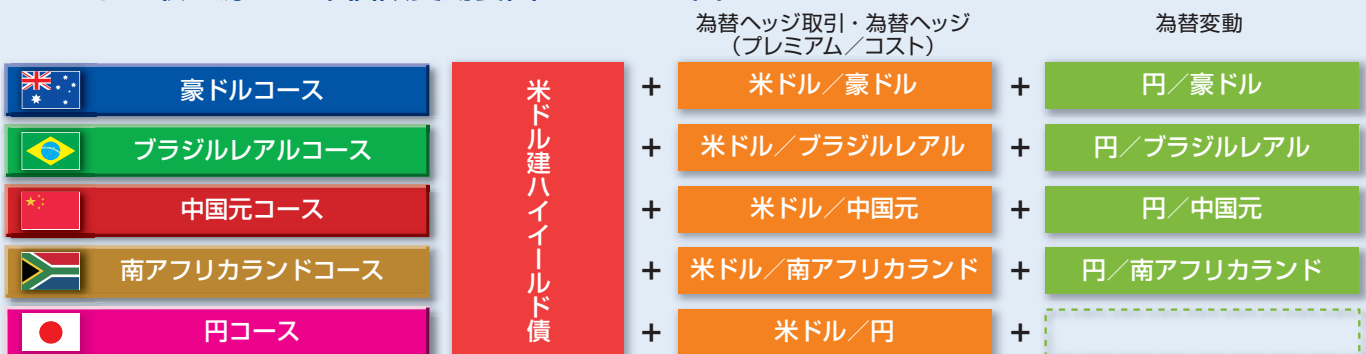 為替ヘッジ取引・為替ヘッジ
(プレミアム/コスト)
為替変動
豪ドルコース
米ドル建ハイイールド債
+ 米ドル/豪ドル + 円/豪ドル
ブラジルレアルコース
+ 米ドル/ブラジルレアル + 円/ブラジルレアル
中国元コース
+ 米ドル/中国元 + 円/中国元
南アフリカランドコース
+ 米ドル/南アフリカランド + 円/南アフリカランド
円コース
+ 米ドル/円 +